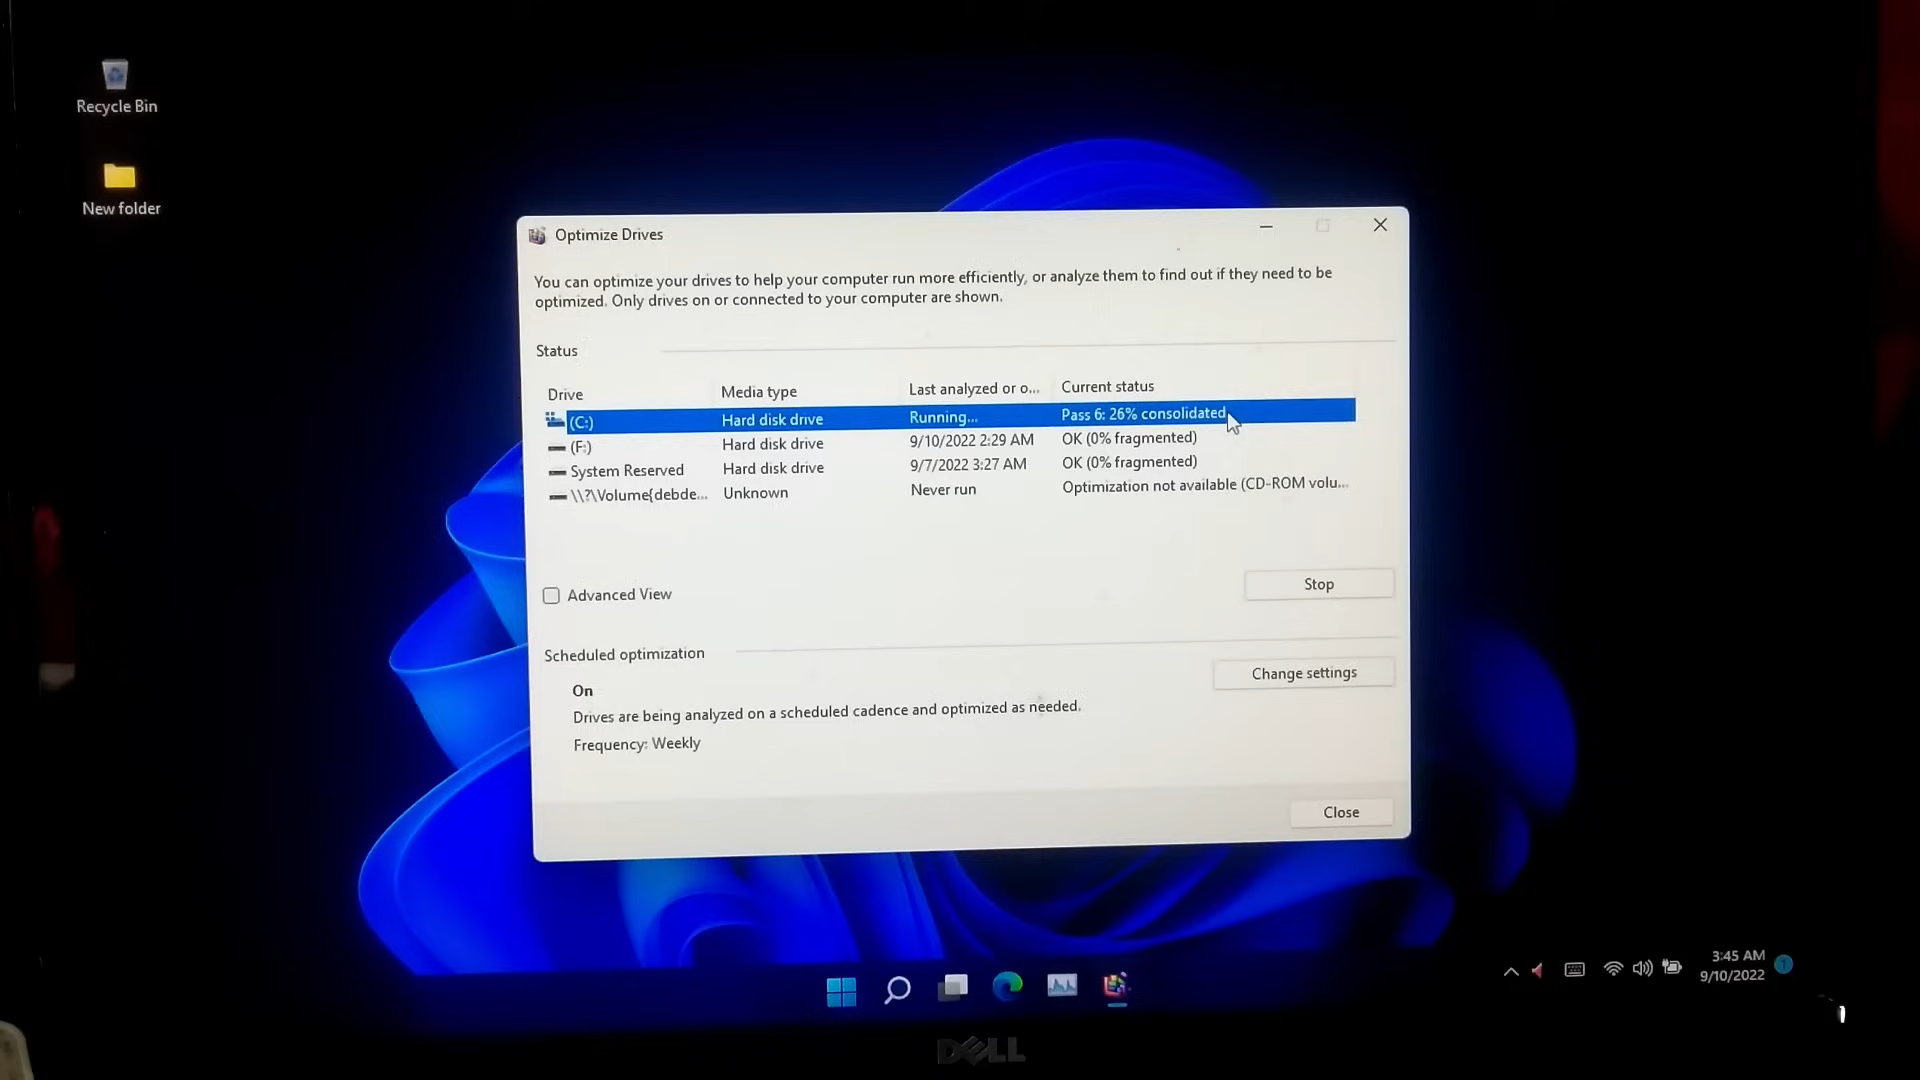 Recycle Bin
New folder
Optimize Drives
You can optimize your drives to help your computer run more efficiently, or analyze them to find out if they need to be
optimized. Only drives on or connected to your computer are shown.
Status
Drive Media type Last analyzed or o... Current status
(C:) Hard disk drive Running... Pass 6: 26% consolidated
(F:) Hard disk drive 9/10/2022 2:29 AM OK (0% fragmented)
System Reserved Hard disk drive 9/7/2022 3:27 AM OK (0% fragmented)
\\?\Volume{debde... Unknown Never run Optimization not available (CD-ROM volu...
Advanced View
Stop
Scheduled optimization
Change settings
On
Drives are being analyzed on a scheduled cadence and optimized as needed.
Frequency: Weekly
Close
3:45 AM
9/10/2022
1
DELL